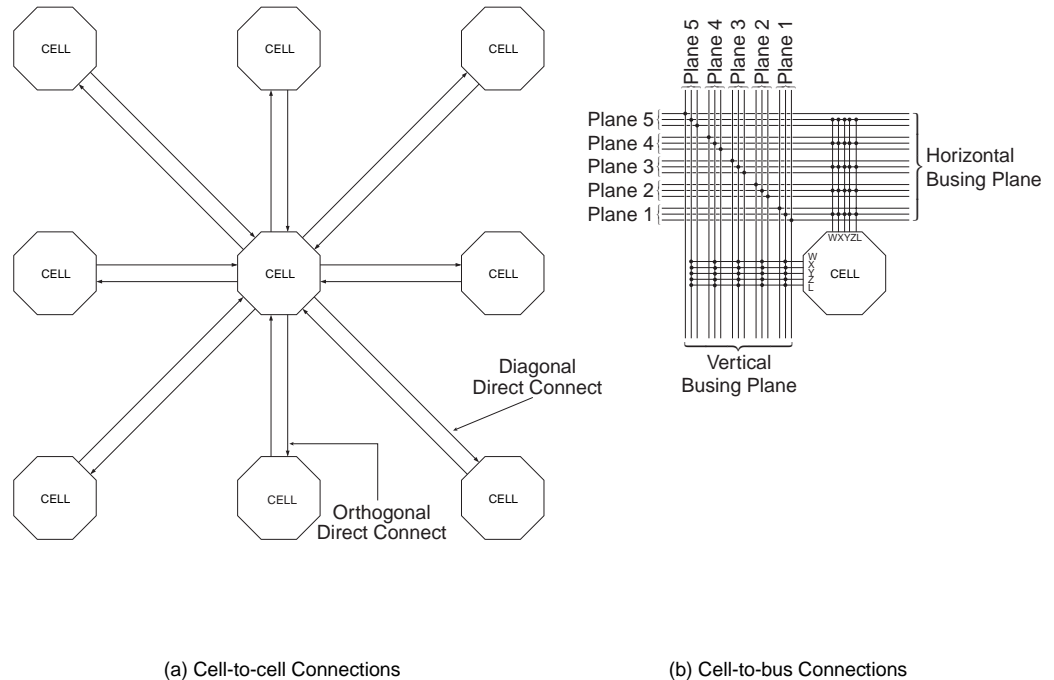 CELL
CELL
CELL
CELL
CELL
CELL
Diagonal
Direct Connect
CELL
CELL
CELL
Orthogonal
Direct Connect
(a) Cell-to-cell Connections
Plane 5
Plane 4
Plane 3
Plane 2
Plane 1
Plane 5
Plane 4
Plane 3
Plane 2
Plane 1
Horizontal
Busing Plane
WXYZL
W
X
Y
Z
L
CELL
Vertical
Busing Plane
(b) Cell-to-bus Connections